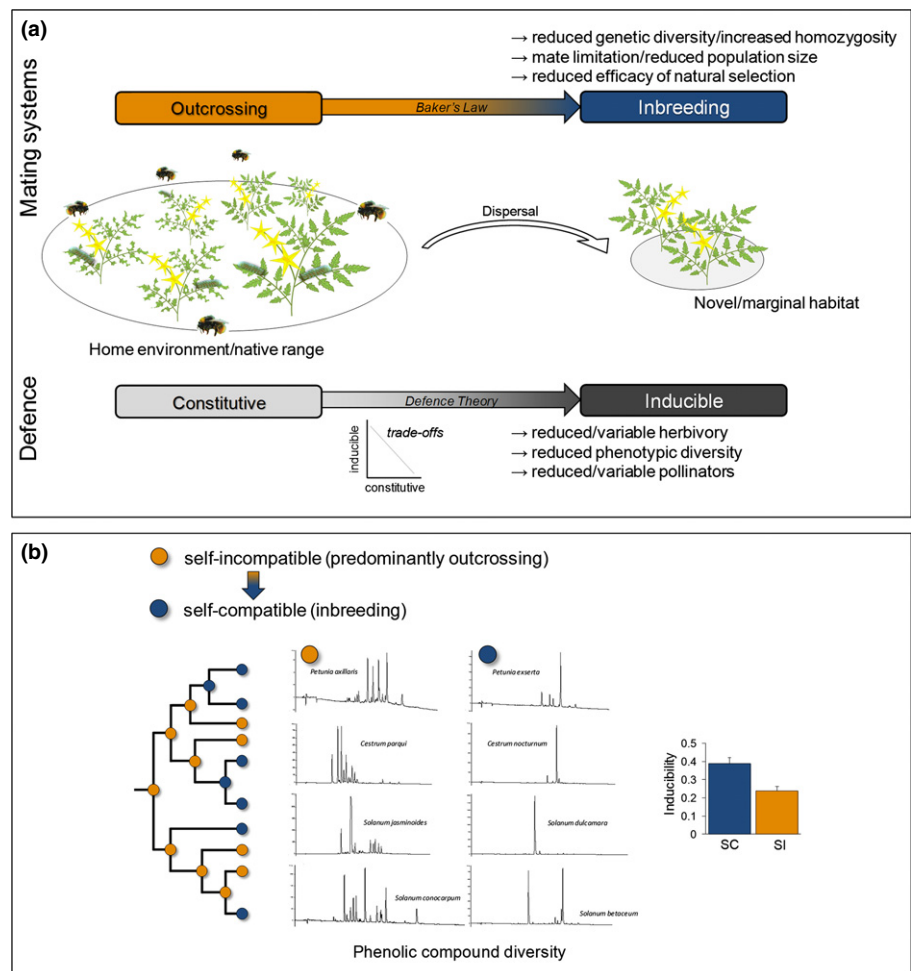 (a)
→ reduced genetic diversity/increased homozygosity
→ mate limitation/reduced population size
→ reduced efficacy of natural selection
Mating systems
Outcrossing
Baker's Law
Inbreeding
Dispersal
Novel/marginal habitat
Home environment/native range
Defence
Constitutive
Defence Theory
Inducible
trade-offs
inducible
constitutive
→ reduced/variable herbivory
→ reduced phenotypic diversity
→ reduced/variable pollinators
(b)
self-incompatible (predominantly outcrossing)
self-compatible (inbreeding)
Petunia axillaris
Petunia exserta
Cestrum parqui
Cestrum nocturnum
Solanum jasminoides
Solanum dulcamara
Solanum conocarpum
Solanum betaceum
Phenolic compound diversity
Inducibility
0.5
0.4
0.3
0.2
0.1
0
SC
SI